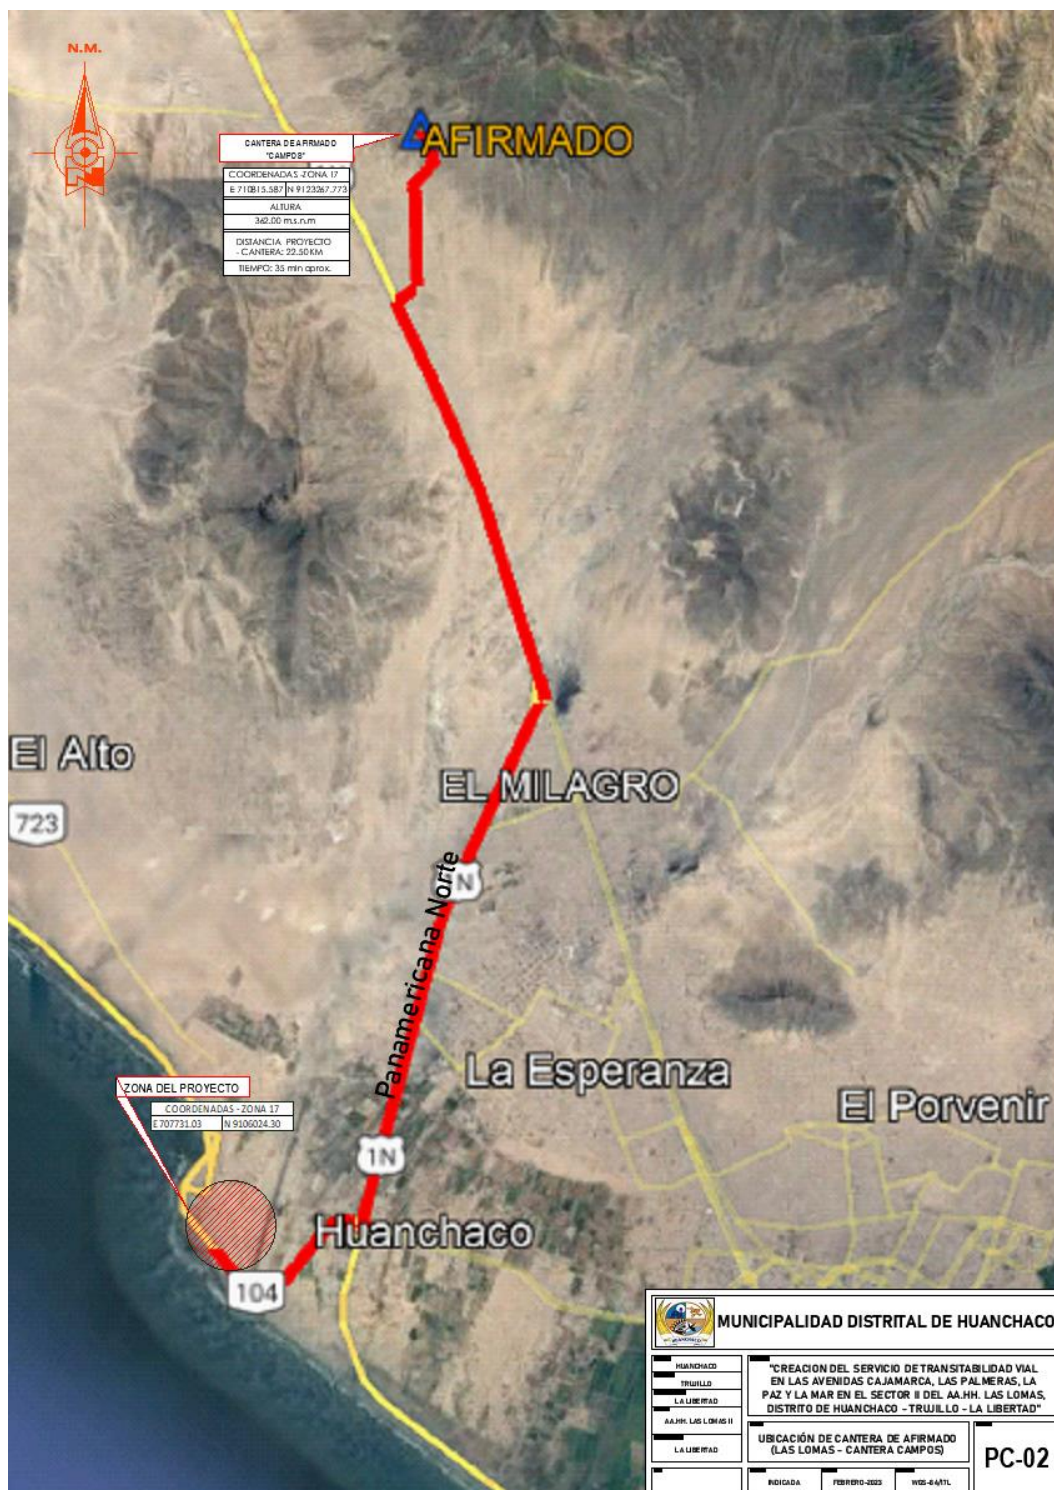 N.M.
CANTERA DE AFIRMADO
"CAMPOS"
COORDENADAS - ZONA 17
E 710815.587 N 9123267.773
ALTURA
362.00 m.s.n.m
DISTANCIA PROYECTO
- CANTERA: 22.50KM
TIEMPO: 35 min aprox.
AFIRMADO
El Alto
723
EL MILAGRO
N
Panamericana Norte
La Esperanza
El Porvenir
ZONA DEL PROYECTO
COORDENADAS - ZONA 17
E 707731.03 N 9106024.30
1N
Huanchaco
104
MUNICIPALIDAD DISTRITAL DE HUANCHACO
HUANCHACO
TRUJILLO
LA LIBERTAD
AA.HH. LAS LOMAS II
LA LIBERTAD
"CREACION DEL SERVICIO DE TRANSITABILIDAD VIAL
EN LAS AVENIDAS CAJAMARCA, LAS PALMERAS, LA
PAZ Y LA MAR EN EL SECTOR II DEL AA.HH. LAS LOMAS,
DISTRITO DE HUANCHACO - TRUJILLO - LA LIBERTAD"
UBICACIÓN DE CANTERA DE AFIRMADO
(LAS LOMAS - CANTERA CAMPOS)
PC-02
INDICADA
FEBRERO-2023
WGS-84/17L